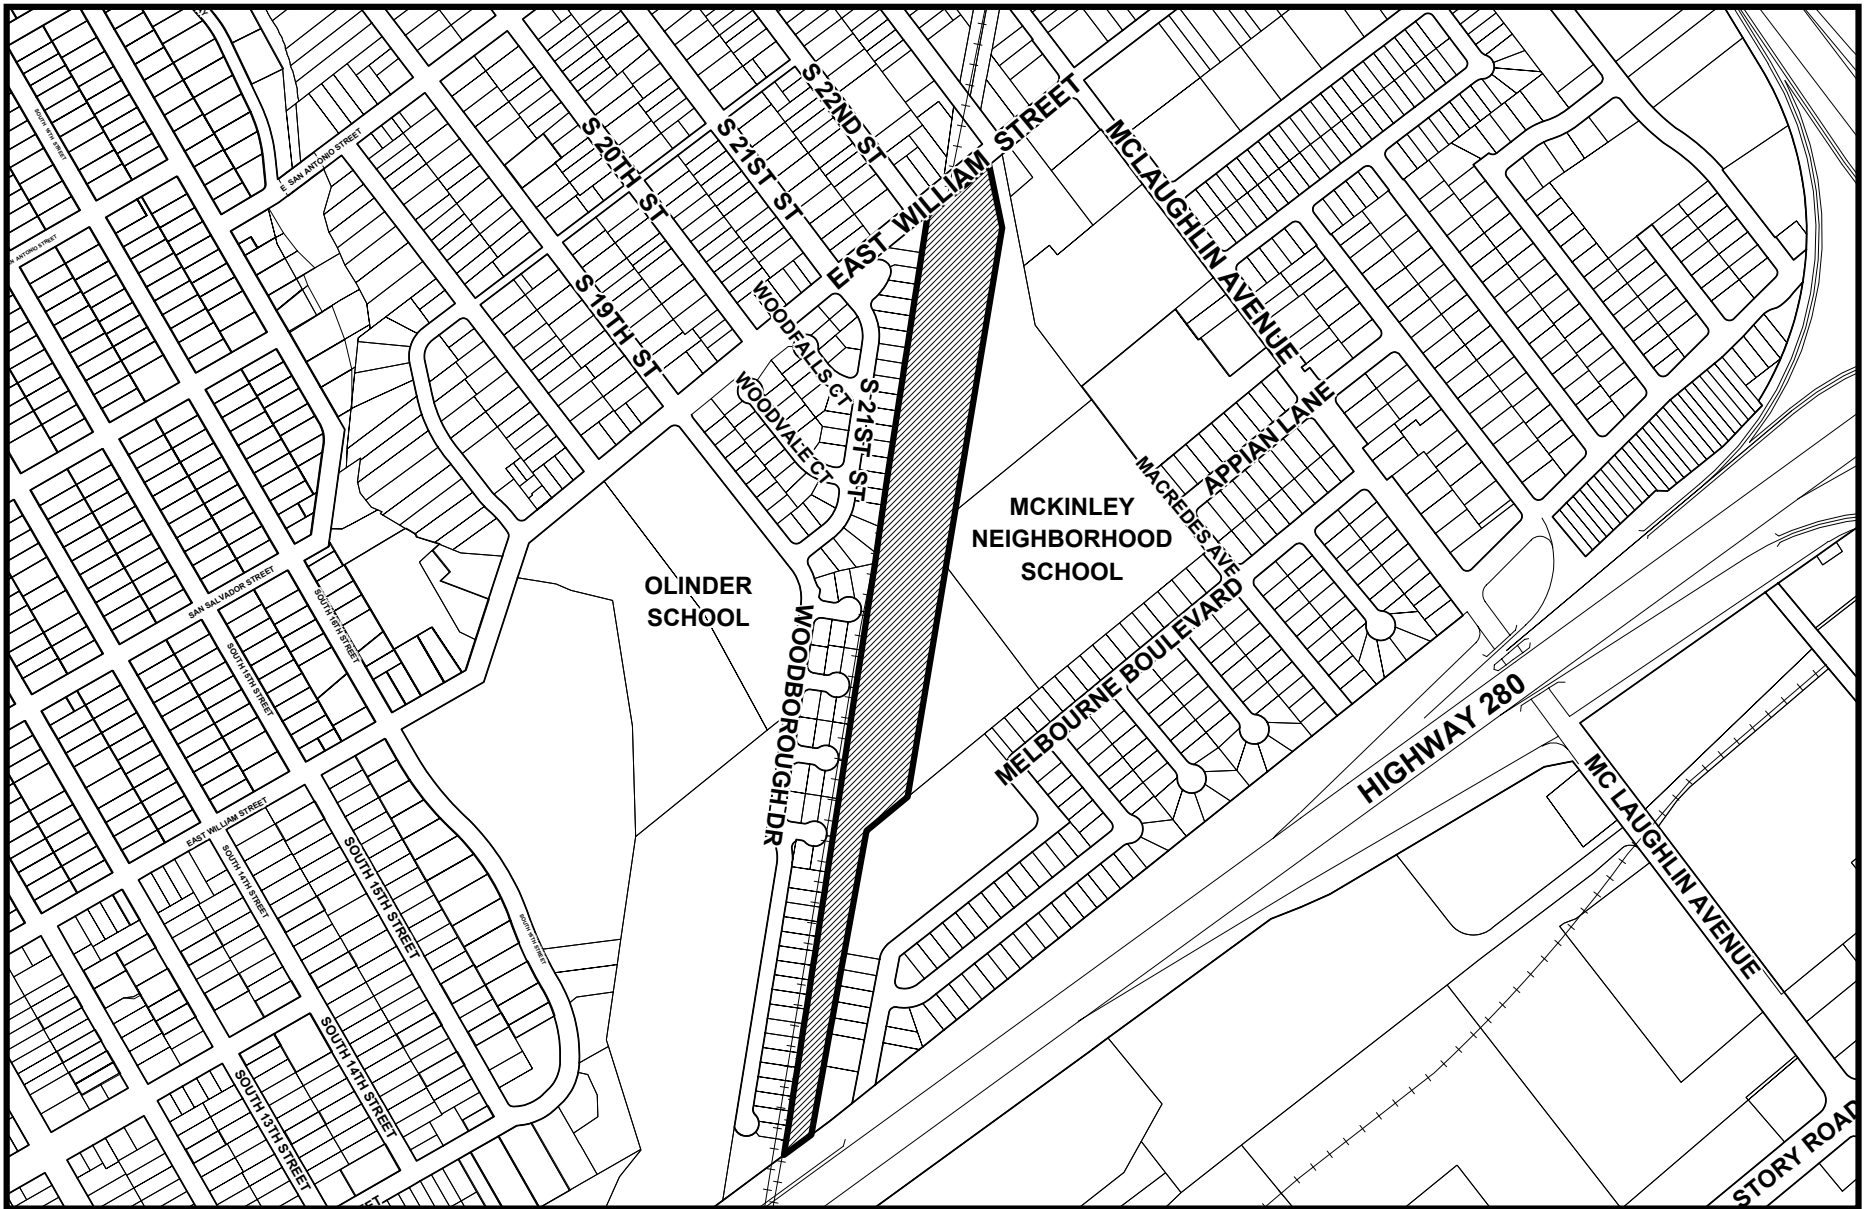 S 22ND ST
EAST WILLIAM STREET
MCLAUGHLIN AVENUE
S 21ST ST
S 20TH ST
E SAN ANTONIO STREET
S 19TH ST
WOODFALLS CT
WOODVALE CT
S 21ST ST
APPIAN LANE
MACREDES AVE
MCKINLEY
NEIGHBORHOOD
SCHOOL
OLINDER
SCHOOL
WOODBOROUGH DR
MELBOURNE BOULEVARD
HIGHWAY 280
MC LAUGHLIN AVENUE
STORY ROAD
SAN SALVADOR STREET
SOUTH 16TH STREET
SOUTH 15TH STREET
EAST WILLIAM STREET
SOUTH 14TH STREET
SOUTH 15TH STREET
SOUTH 16TH STREET
SOUTH 14TH STREET
SOUTH 13TH STREET